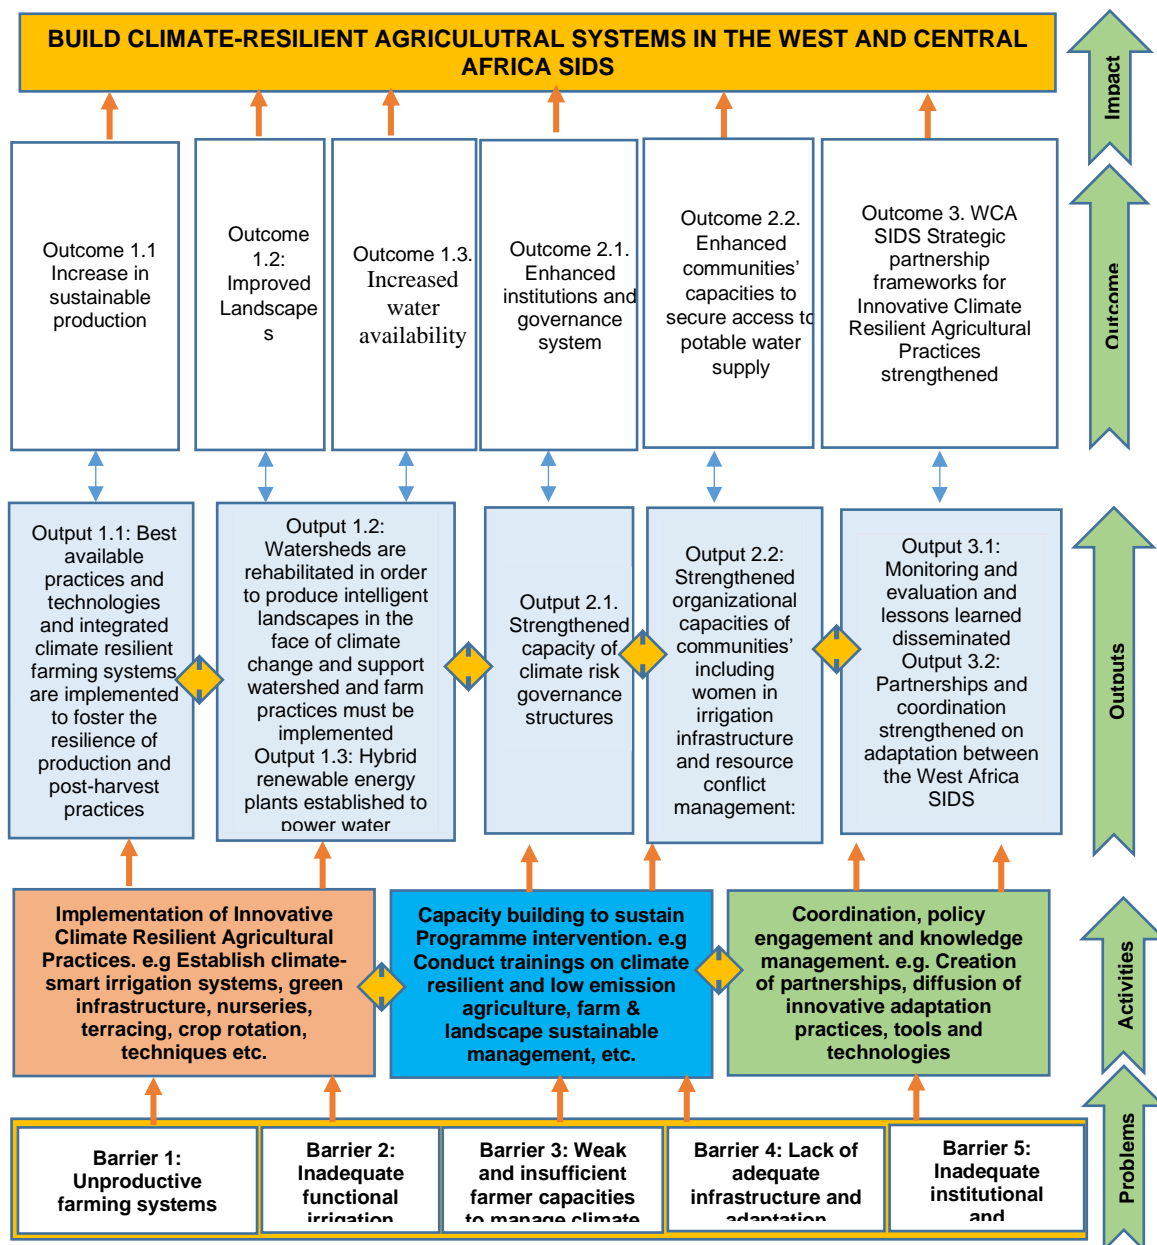 BUILD CLIMATE-RESILIENT AGRICULUTRAL SYSTEMS IN THE WEST AND CENTRAL
AFRICA SIDS
Impact
Outcome 1.1
Increase in
sustainable
production
Outcome
1.2:
Improved
Landscape
s
Outcome 1.3.
Increased
water
availability
Outcome 2.1.
Enhanced
institutions and
governance
system
Outcome 2.2.
Enhanced
communities’
capacities to
secure access to
potable water
supply
Outcome 3. WCA
SIDS Strategic
partnership
frameworks for
Innovative Climate
Resilient Agricultural
Practices
strengthened
Outcome
Output 1.1: Best
available
practices and
technologies
and integrated
climate resilient
farming systems
are implemented
to foster the
resilience of
production and
post-harvest
practices
Output 1.2:
Watersheds are
rehabilitated in order
to produce intelligent
landscapes in the
face of climate
change and support
watershed and farm
practices must be
implemented
Output 1.3: Hybrid
renewable energy
plants established to
power water
Output 2.1.
Strengthened
capacity of
climate risk
governance
structures
Output 2.2:
Strengthened
organizational
capacities of
communities’
including
women in
irrigation
infrastructure
and resource
conflict
management:
Output 3.1:
Monitoring and
evaluation and
lessons learned
disseminated
Output 3.2:
Partnerships and
coordination
strengthened on
adaptation between
the West Africa
SIDS
Outputs
Implementation of Innovative
Climate Resilient Agricultural
Practices. e.g Establish climate-
smart irrigation systems, green
infrastructure, nurseries,
terracing, crop rotation,
techniques etc.
Capacity building to sustain
Programme intervention. e.g
Conduct trainings on climate
resilient and low emission
agriculture, farm &
landscape sustainable
management, etc.
Coordination, policy
engagement and knowledge
management. e.g. Creation
of partnerships, diffusion of
innovative adaptation
practices, tools and
technologies
Activities
Barrier 1:
Unproductive
farming systems
Barrier 2:
Inadequate
functional
irrigation
Barrier 3: Weak
and insufficient
farmer capacities
to manage climate
Barrier 4: Lack of
adequate
infrastructure and
adaptation
Barrier 5:
Inadequate
institutional
and
Problems